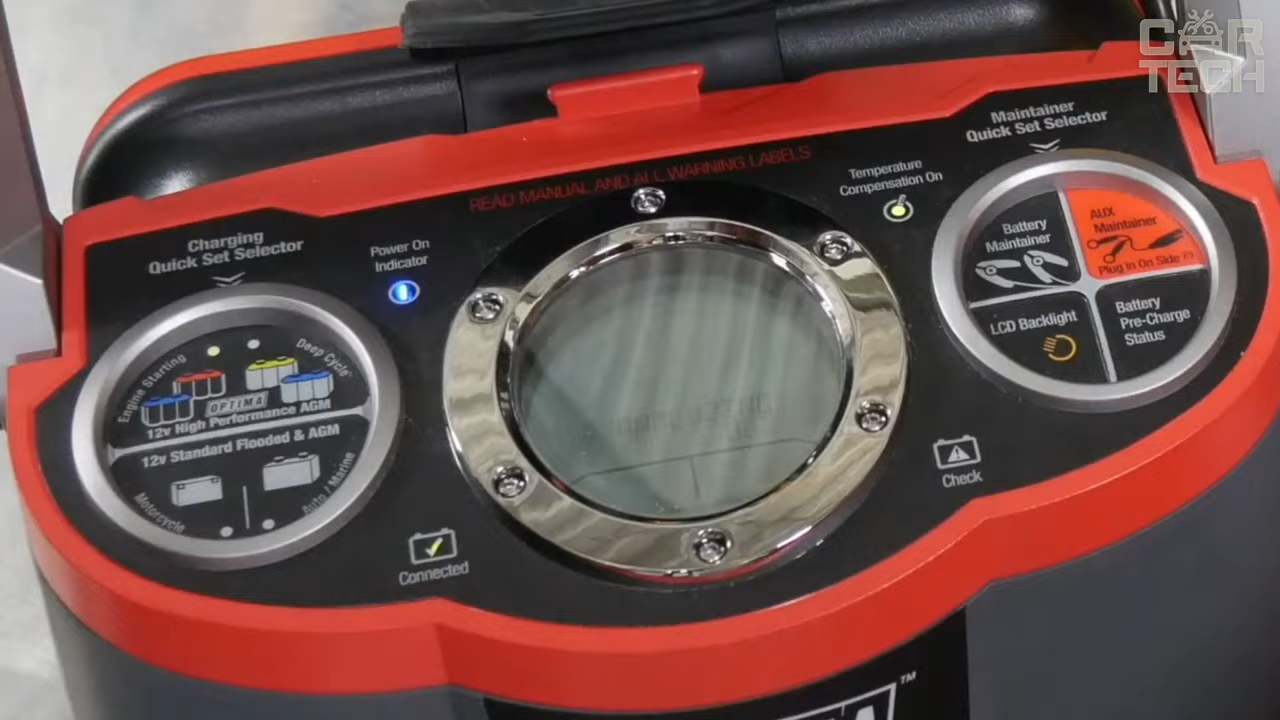 CAR
TECH
READ MANUAL AND ALL WARNING LABELS
Charging
Quick Set Selector
Power On
Indicator
Temperature
Compensation On
Maintainer
Quick Set Selector
Engine Starting
Deep Cycle
OPTIMA
12v High Performance AGM
12v Standard Flooded & AGM
Motorcycle
Auto / Marine
Battery
Maintainer
AUX
Maintainer
Plug in On Side
LCD Backlight
Battery
Pre-Charge
Status
Connected
Check
TM